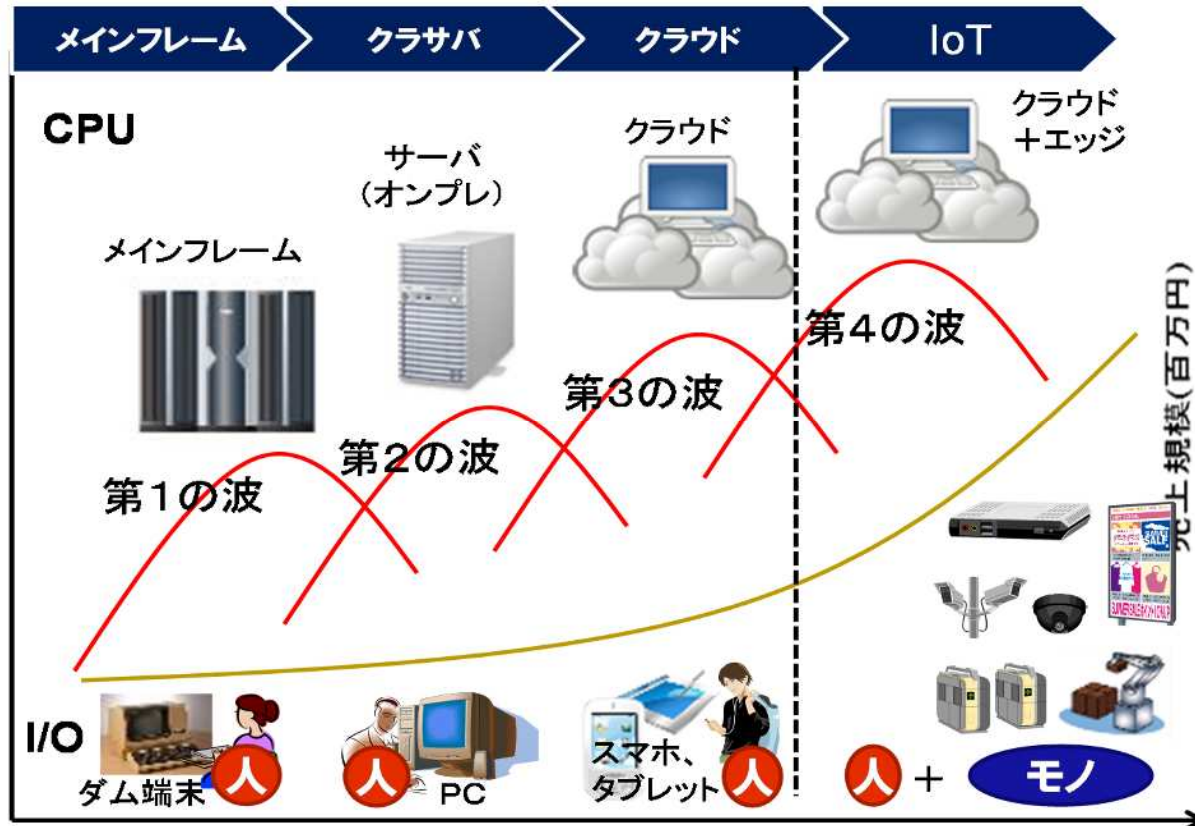 メインフレーム
クラサバ
クラウド
IoT
CPU
メインフレーム
サーバ
(オンプレ)
クラウド
クラウド
＋エッジ
第１の波
第２の波
第３の波
第４の波
売上規模(百万円)
SALE
I/O
ダム端末
人
人
PC
スマホ、
タブレット
人
人 + モノ